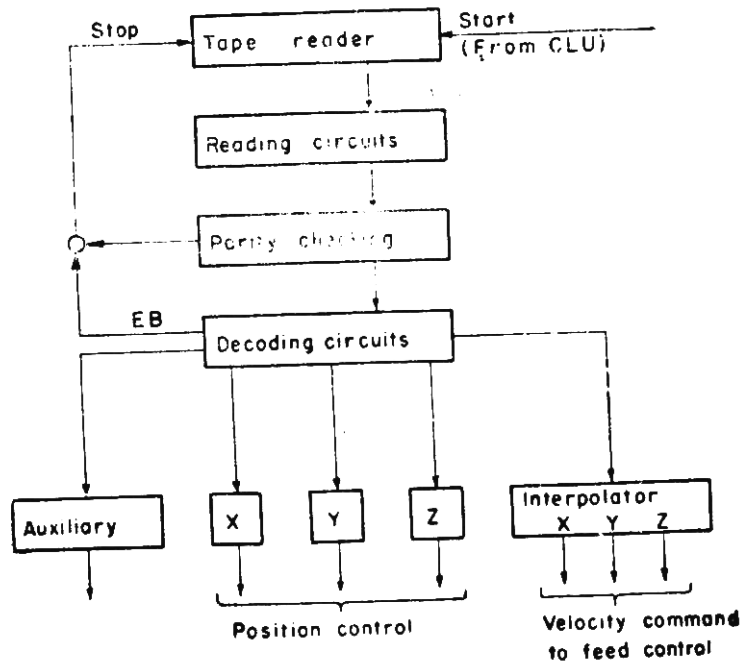 Stop
Tape reader
Start
(From CLU)
Reading circuits
Parity checking
EB
Decoding circuits
Auxiliary
X
Y
Z
Interpolator
X Y Z
Position control
Velocity command
to feed control